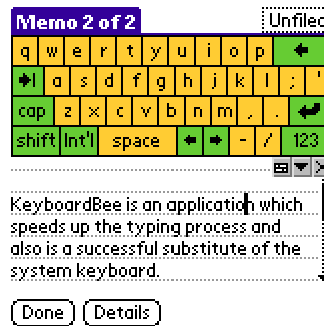 Memo 2 of 2 Unfiled
q w e r t y u i o p
a s d f g h j k l ; '
cap z x c v b n m , .
shift Int'l space - / 123
KeyboardBee is an application which
speeds up the typing process and
also is a successful substitute of the
system keyboard.
Done Details